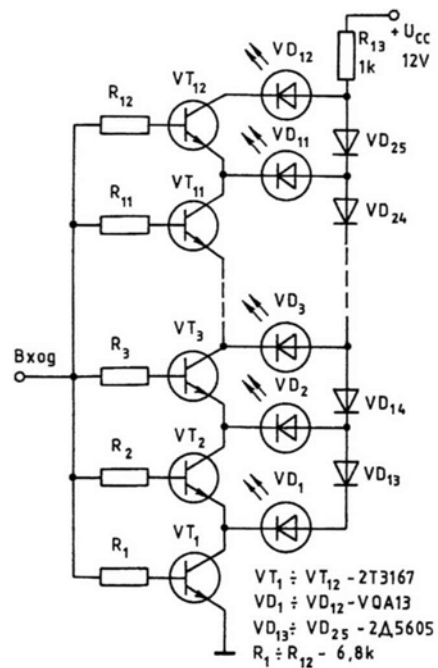 + Ucc
12V
R13
1k
VD12
VT12
R12
VD25
VD11
VT11
R11
VD24
VD3
VT3
R3
Вход
VD2
VD14
VT2
R2
VD13
VD1
VT1
R1
VT1 ÷ VT12 - 2Т3167
VD1 ÷ VD12 - VQA13
VD13 ÷ VD25 - 2Д5605
R1 ÷ R12 - 6,8k